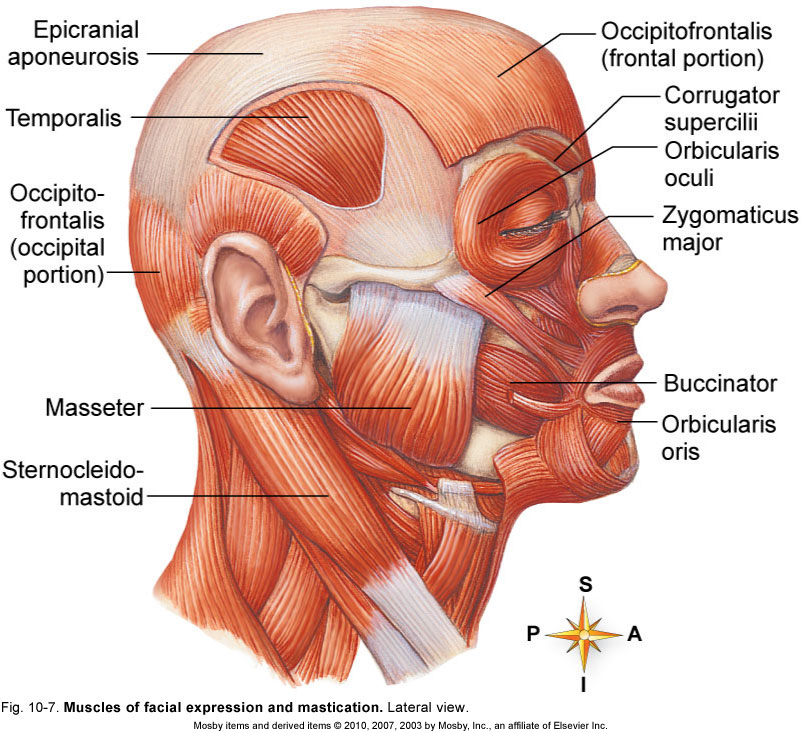 Epicranial
aponeurosis
Temporalis
Occipito-
frontalis
(occipital
portion)
Masseter
Sternocleido-
mastoid
Occipitofrontalis
(frontal portion)
Corrugator
supercilii
Orbicularis
oculi
Zygomaticus
major
Buccinator
Orbicularis
oris
S
P A
I
Fig. 10-7. Muscles of facial expression and mastication. Lateral view.
Mosby items and derived items © 2010, 2007, 2003 by Mosby, Inc., an affiliate of Elsevier Inc.